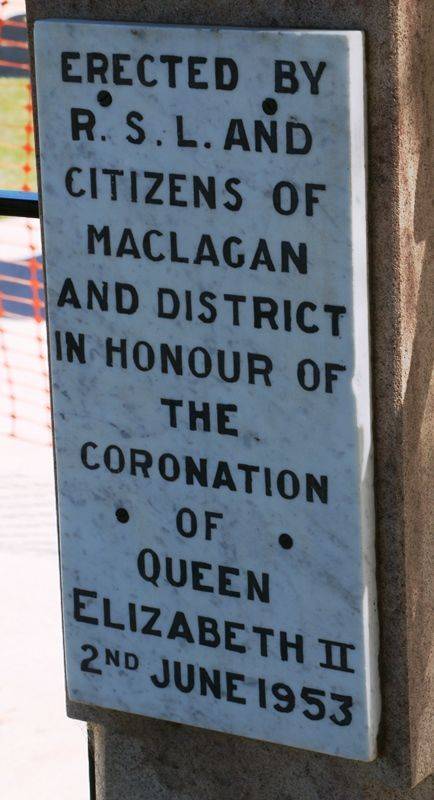 ERECTED BY
R. S. L. AND
CITIZENS OF
MACLAGAN
AND DISTRICT
IN HONOUR OF
THE
CORONATION
OF
QUEEN
ELIZABETH II
2ND JUNE 1953